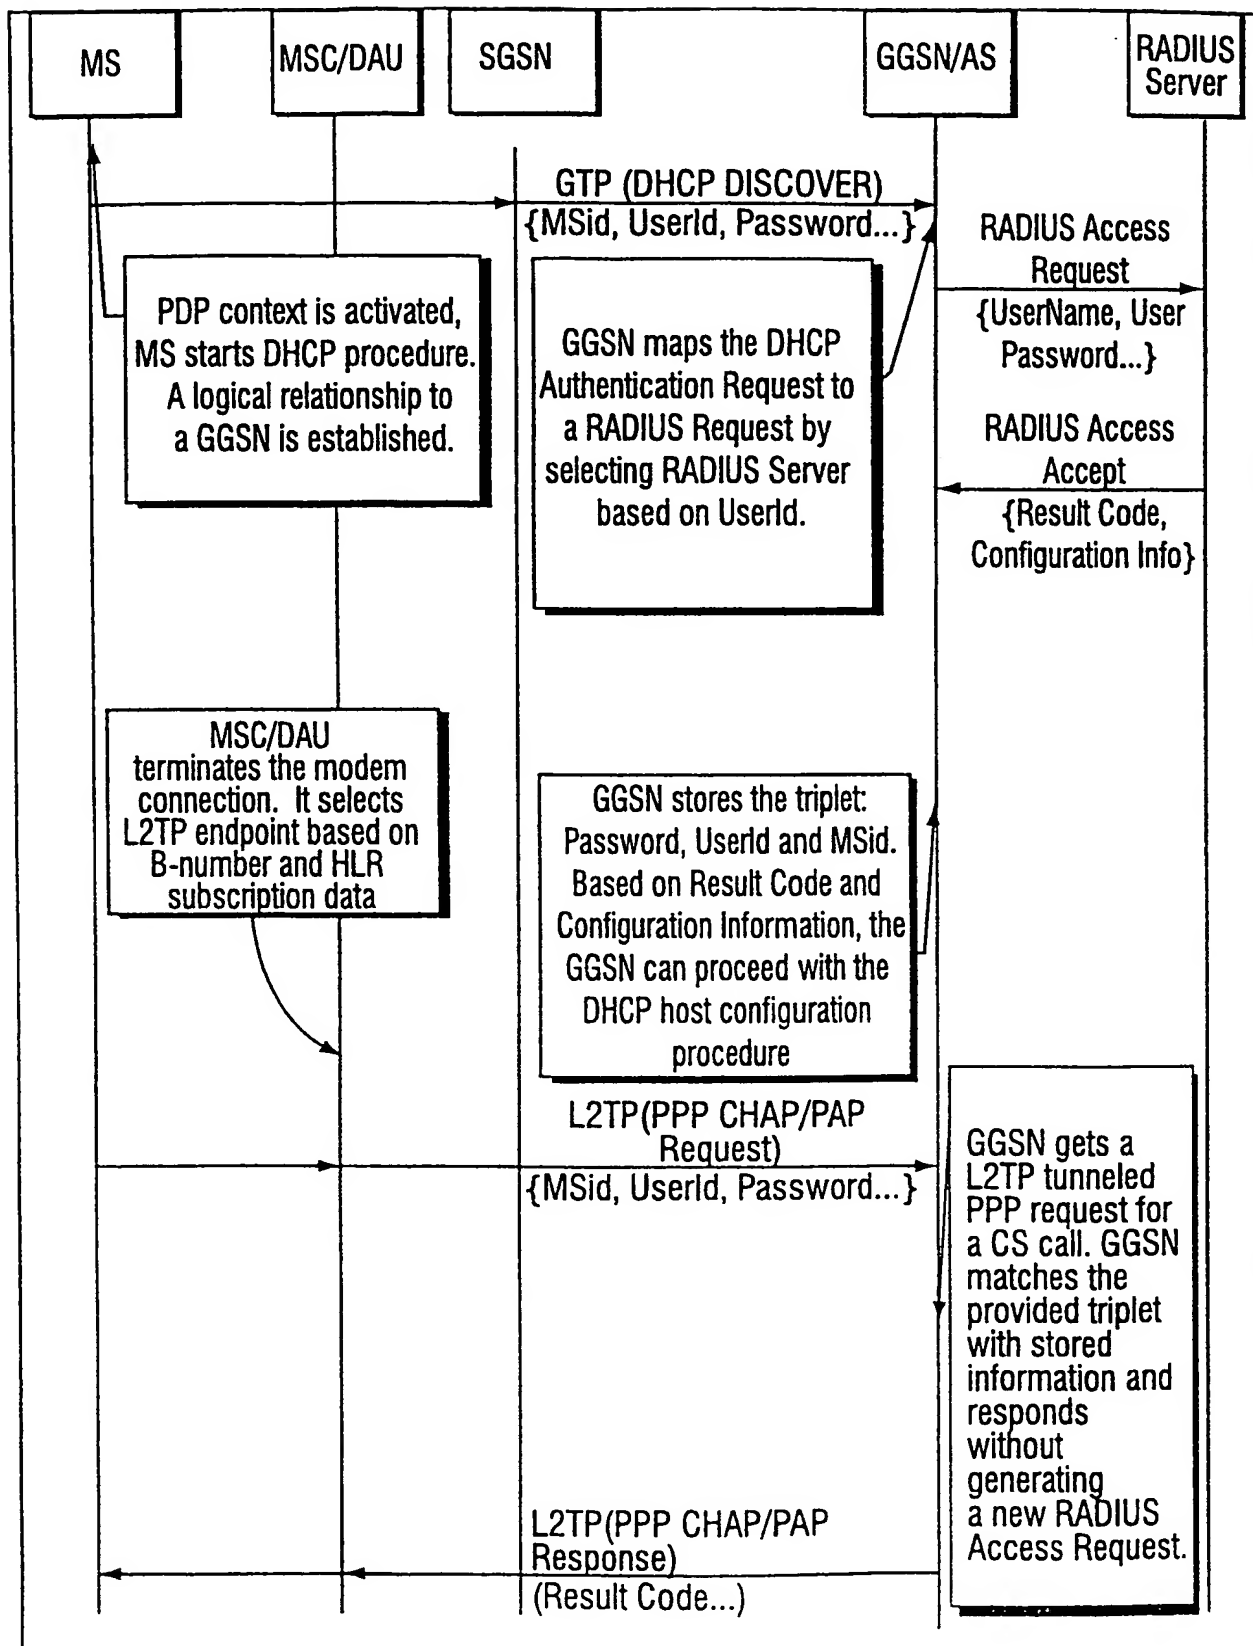 MS
MSC/DAU
SGSN
GGSN/AS
RADIUS
Server
GTP (DHCP DISCOVER)
{MSid, UserId, Password...}
RADIUS Access
Request
{UserName, User
Password...}
PDP context is activated,
MS starts DHCP procedure.
A logical relationship to
a GGSN is established.
GGSN maps the DHCP
Authentication Request to
a RADIUS Request by
selecting RADIUS Server
based on UserId.
RADIUS Access
Accept
{Result Code,
Configuration Info}
MSC/DAU
terminates the modem
connection. It selects
L2TP endpoint based on
B-number and HLR
subscription data
GGSN stores the triplet:
Password, UserId and MSid.
Based on Result Code and
Configuration Information, the
GGSN can proceed with the
DHCP host configuration
procedure
L2TP(PPP CHAP/PAP
Request)
{MSid, UserId, Password...}
GGSN gets a
L2TP tunneled
PPP request for
a CS call. GGSN
matches the
provided triplet
with stored
information and
responds
without
generating
a new RADIUS
Access Request.
L2TP(PPP CHAP/PAP
Response)
(Result Code...)